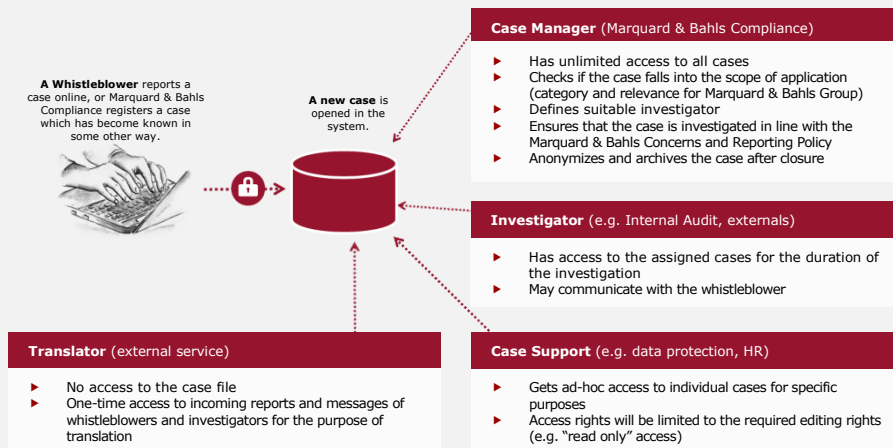 A Whistleblower reports a
case online, or Marquard & Bahls
Compliance registers a case
which has become known in
some other way.
A new case is
opened in the
system.
Case Manager (Marquard & Bahls Compliance)
▶ Has unlimited access to all cases
▶ Checks if the case falls into the scope of application
(category and relevance for Marquard & Bahls Group)
▶ Defines suitable investigator
▶ Ensures that the case is investigated in line with the
Marquard & Bahls Concerns and Reporting Policy
▶ Anonymizes and archives the case after closure
Investigator (e.g. Internal Audit, externals)
▶ Has access to the assigned cases for the duration of
the investigation
▶ May communicate with the whistleblower
Translator (external service)
▶ No access to the case file
▶ One-time access to incoming reports and messages of
whistleblowers and investigators for the purpose of
translation
Case Support (e.g. data protection, HR)
▶ Gets ad-hoc access to individual cases for specific
purposes
▶ Access rights will be limited to the required editing rights
(e.g. “read only” access)